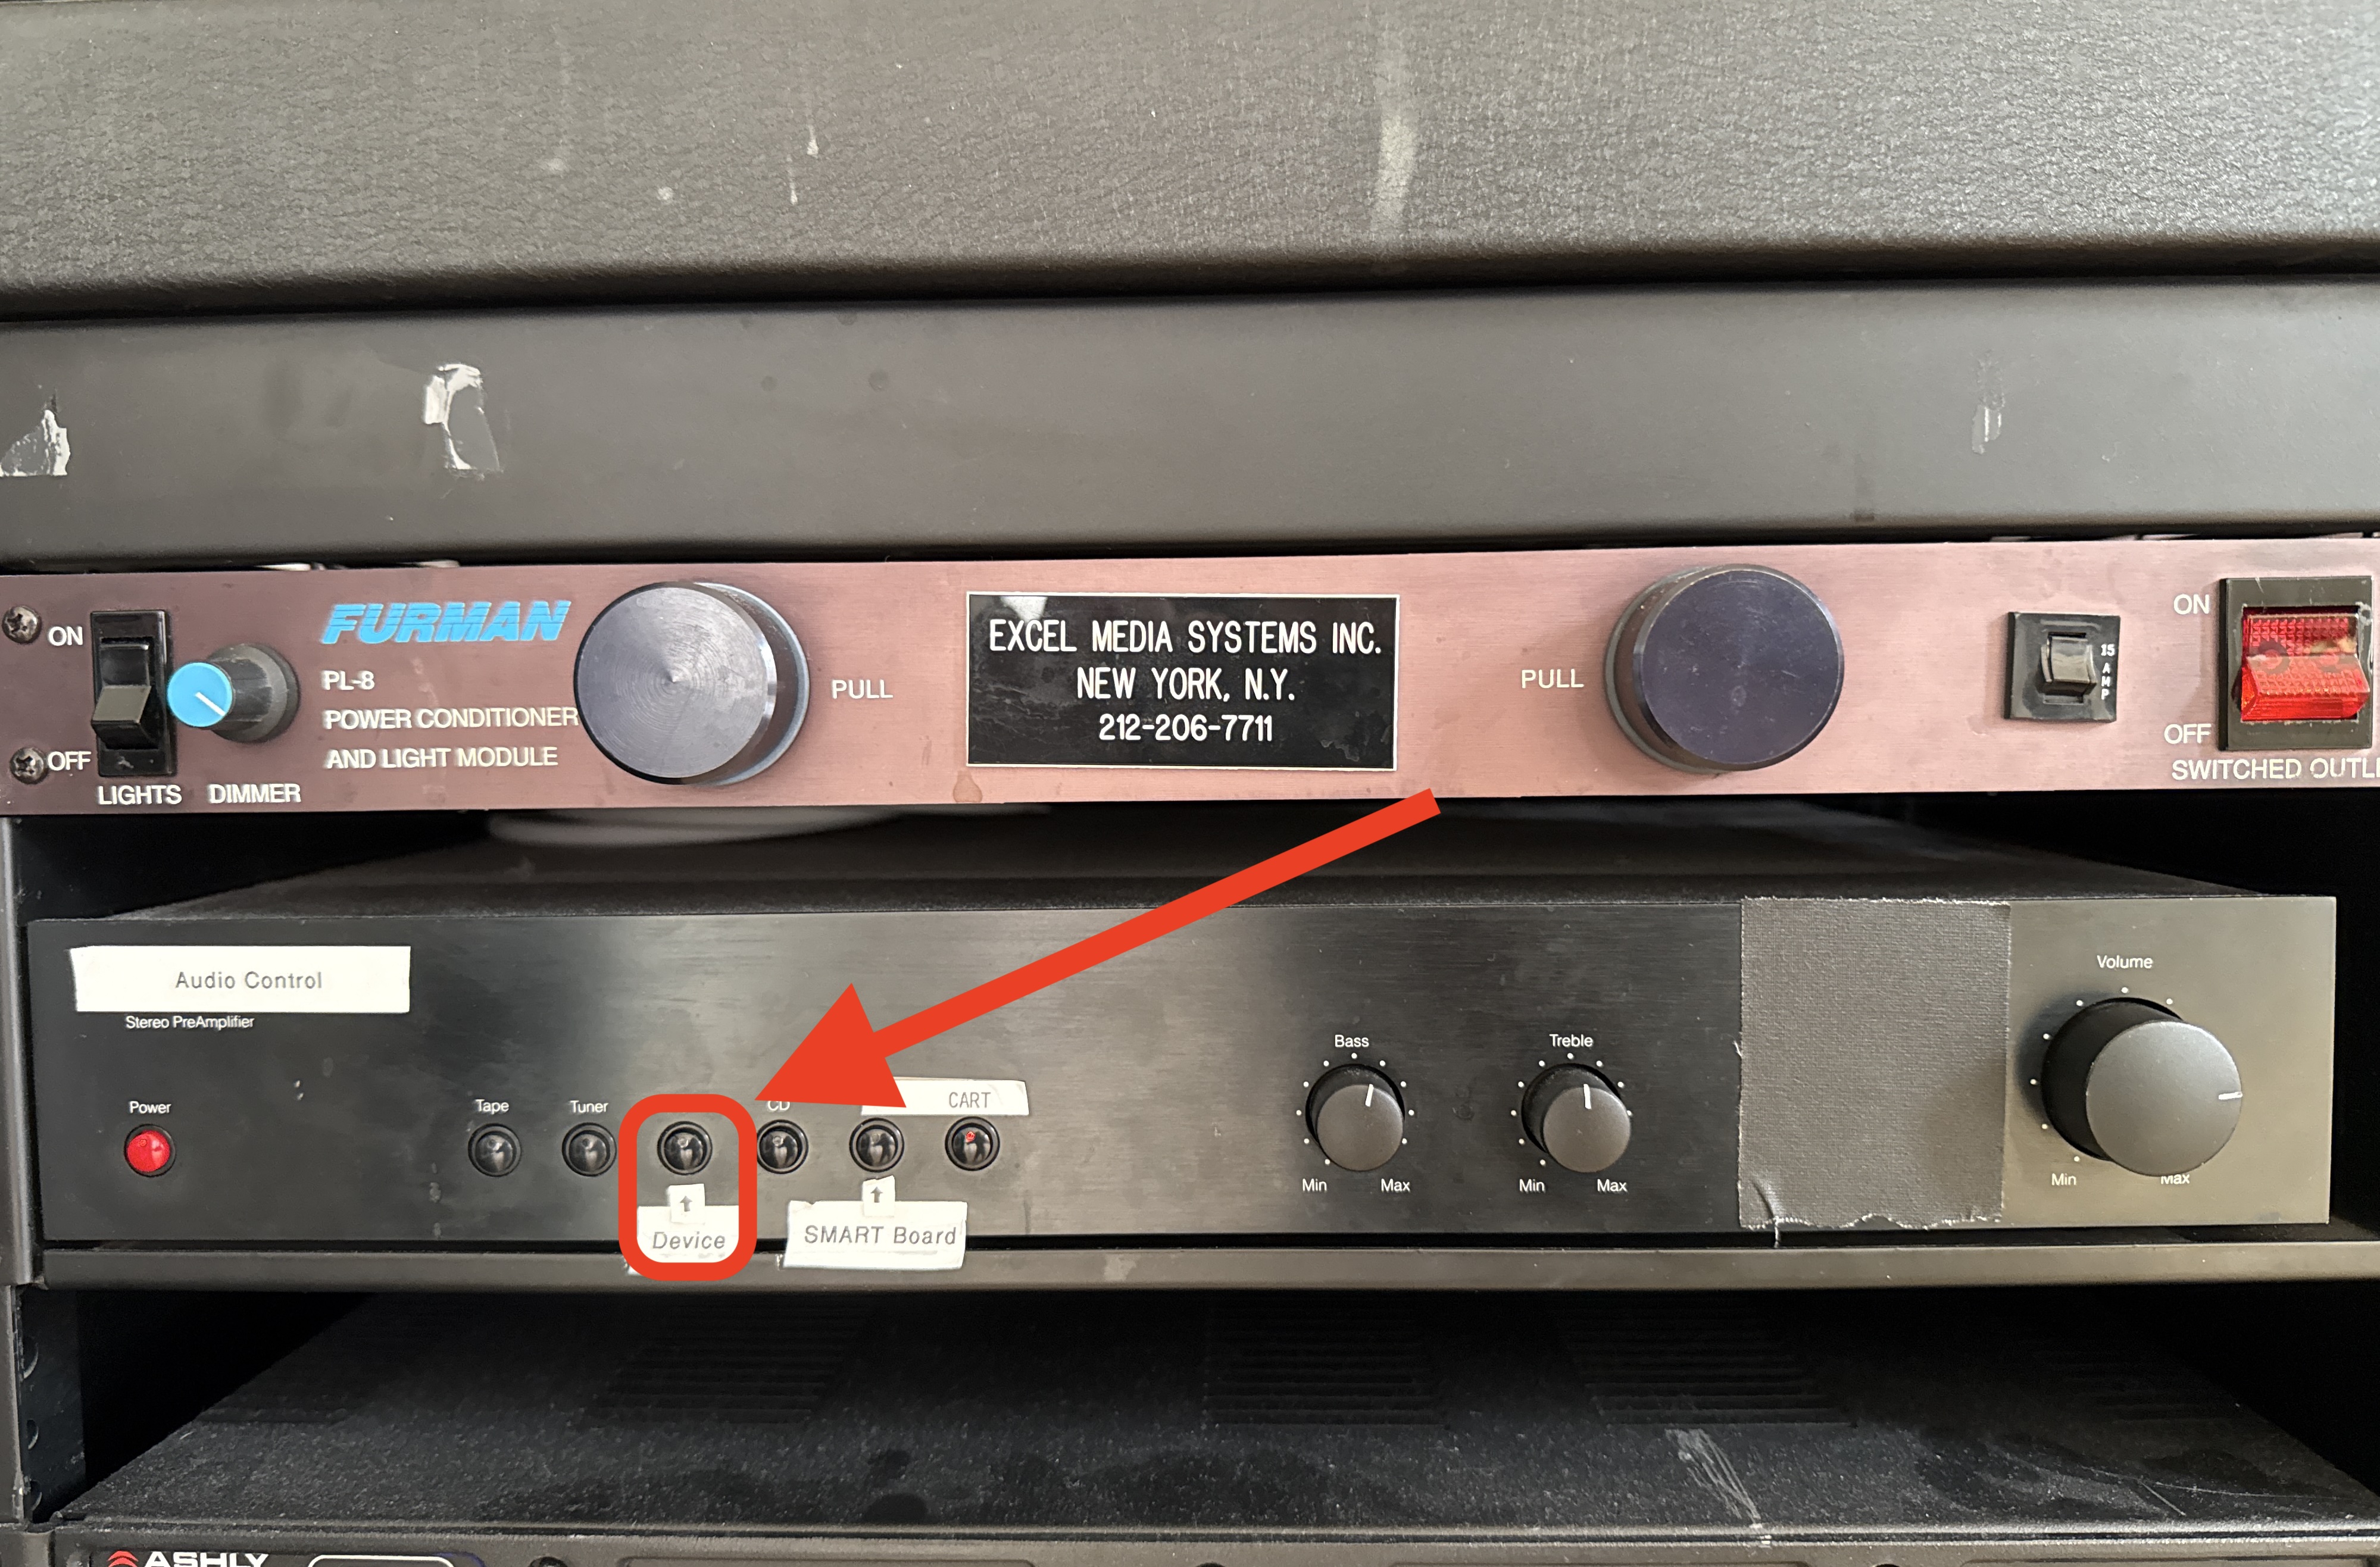 ON
OFF
LIGHTS
DIMMER
FURMAN
PL-8
POWER CONDITIONER
AND LIGHT MODULE
PULL
EXCEL MEDIA SYSTEMS INC.
NEW YORK, N.Y.
212-206-7711
PULL
15
AMP
ON
OFF
SWITCHED
Audio Control
Stereo PreAmplifier
Power
Tape
Tuner
CD
CART
Device
SMART Board
Bass
Min
Max
Treble
Min
Max
Volume
Min
Max
ASHLY